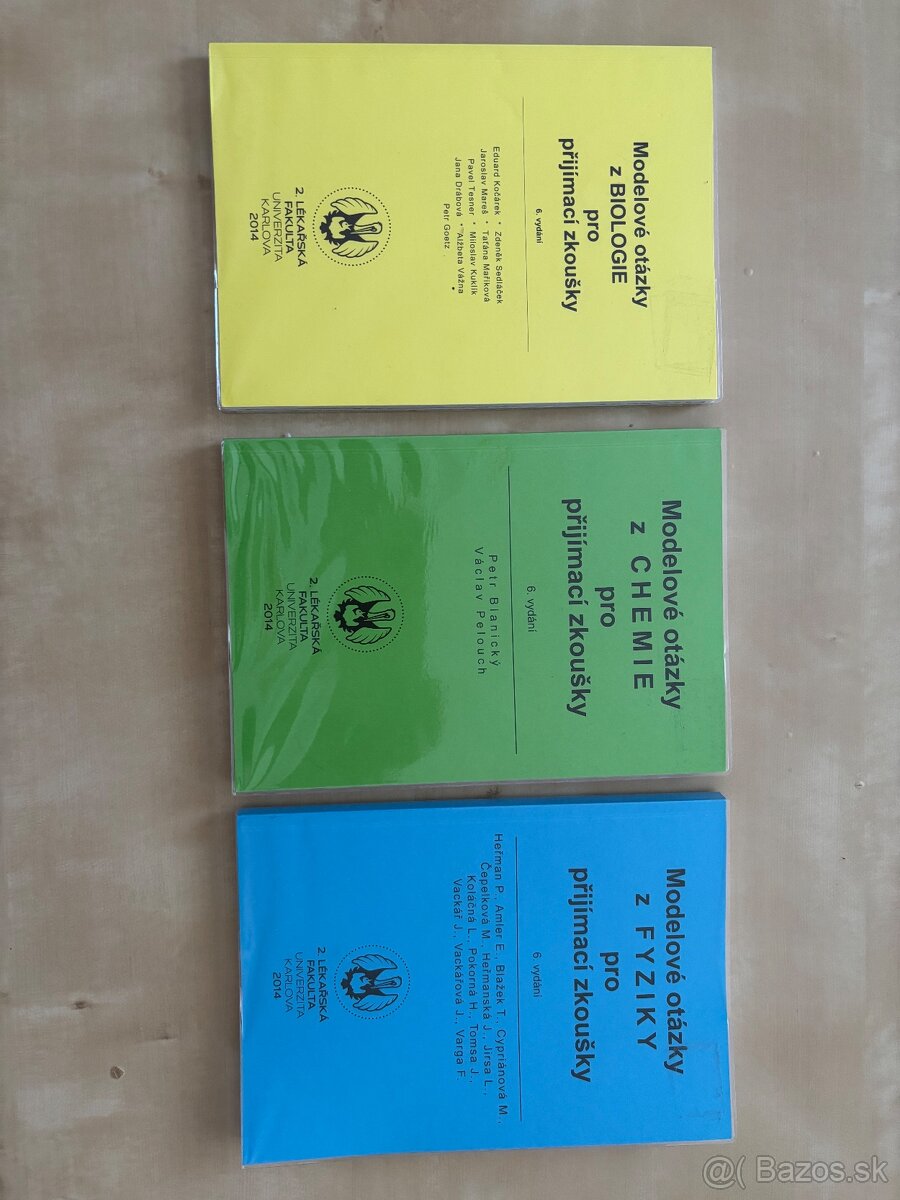 Modelové otázky
z BIOLOGIE
pro
přijímací zkoušky
6. vydání
Eduard Kočárek * Zdeněk Sedláček
Jaroslav Mareš * Taťána Maříková
Pavel Tesner * Miloslav Kuklík
Jana Drábová * Alžběta Vážna
Petr Goetz
2. LÉKAŘSKÁ
FAKULTA
UNIVERZITA
KARLOVA
2014
Modelové otázky
z CHEMIE
pro
přijímací zkoušky
6. vydání
Petr Blanický
Václav Pelouch
2. LÉKAŘSKÁ
FAKULTA
UNIVERZITA
KARLOVA
2014
Modelové otázky
z FYZIKY
pro
přijímací zkoušky
6. vydání
Heřman P., Amler E., Blažek T., Cypriánová M.,
Čepelková M., Heřmanská J., Jirsa L.,
Koláčná L., Pokorná H., Tomsa J.,
Vackář J., Vackářová J., Varga F.
2. LÉKAŘSKÁ
FAKULTA
UNIVERZITA
KARLOVA
2014
@( Bazos.sk